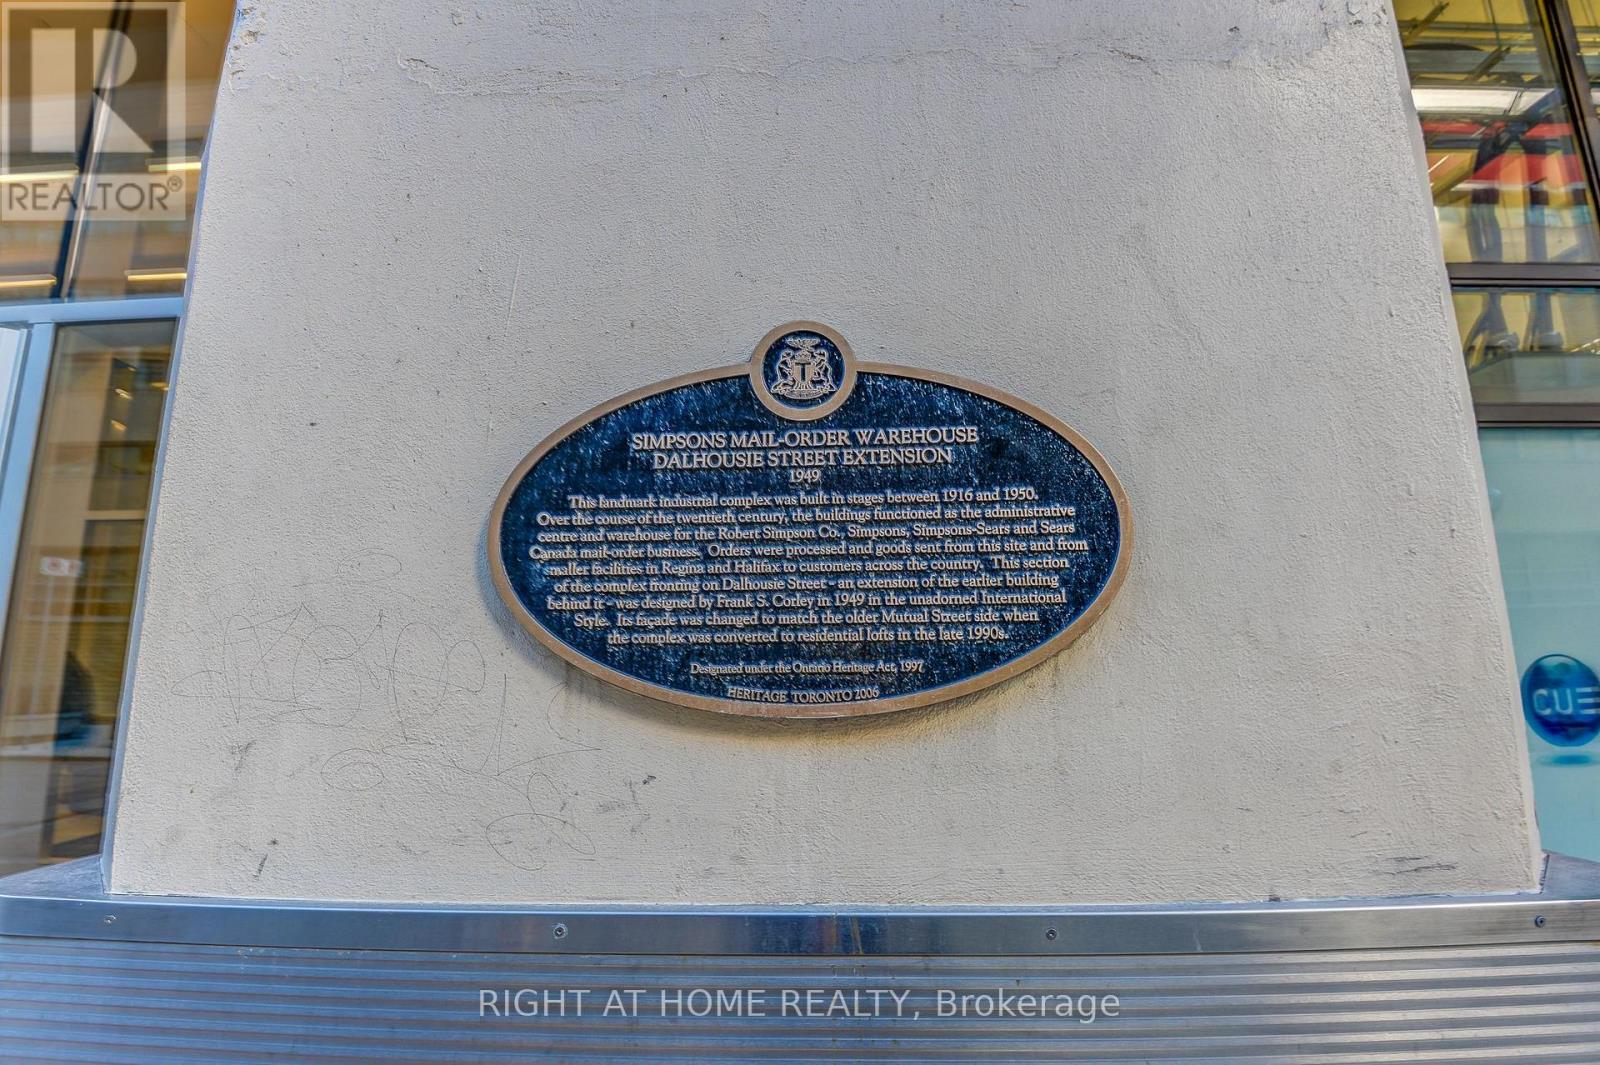 REALTOR®
SIMPSONS MAIL-ORDER WAREHOUSE
DALHOUSIE STREET EXTENSION
1949
This landmark industrial complex was built in stages between 1916 and 1950.
Over the course of the twentieth century, the buildings functioned as the administrative
centre and warehouse for the Robert Simpson Co., Simpsons, Simpsons-Sears and Sears
Canada mail-order business. Orders were processed and goods sent from this site and from
smaller facilities in Regina and Halifax to customers across the country. This section
of the complex fronting on Dalhousie Street - an extension of the earlier building
behind it - was designed by Frank S. Corley in 1949 in the unadorned International
Style. Its façade was changed to match the older Mutual Street side when
the complex was converted to residential lofts in the late 1990s.
Designated under the Ontario Heritage Act, 1997
HERITAGE TORONTO 2006
CUE
RIGHT AT HOME REALTY, Brokerage